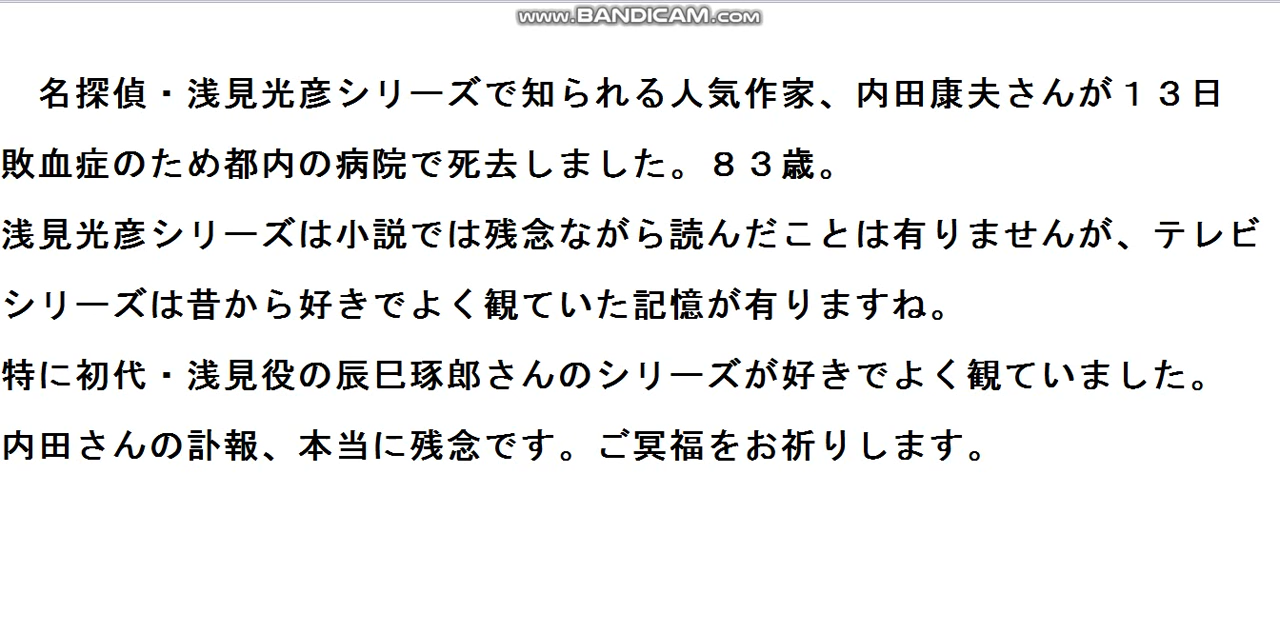 www.BANDICAM.com
名探偵・浅見光彦シリーズで知られる人気作家、内田康夫さんが１３日
敗血症のため都内の病院で死去しました。８３歳。
浅見光彦シリーズは小説では残念ながら読んだことは有りませんが、テレビ
シリーズは昔から好きでよく観ていた記憶が有りますね。
特に初代・浅見役の辰巳琢郎さんのシリーズが好きでよく観ていました。
内田さんの訃報、本当に残念です。ご冥福をお祈りします。